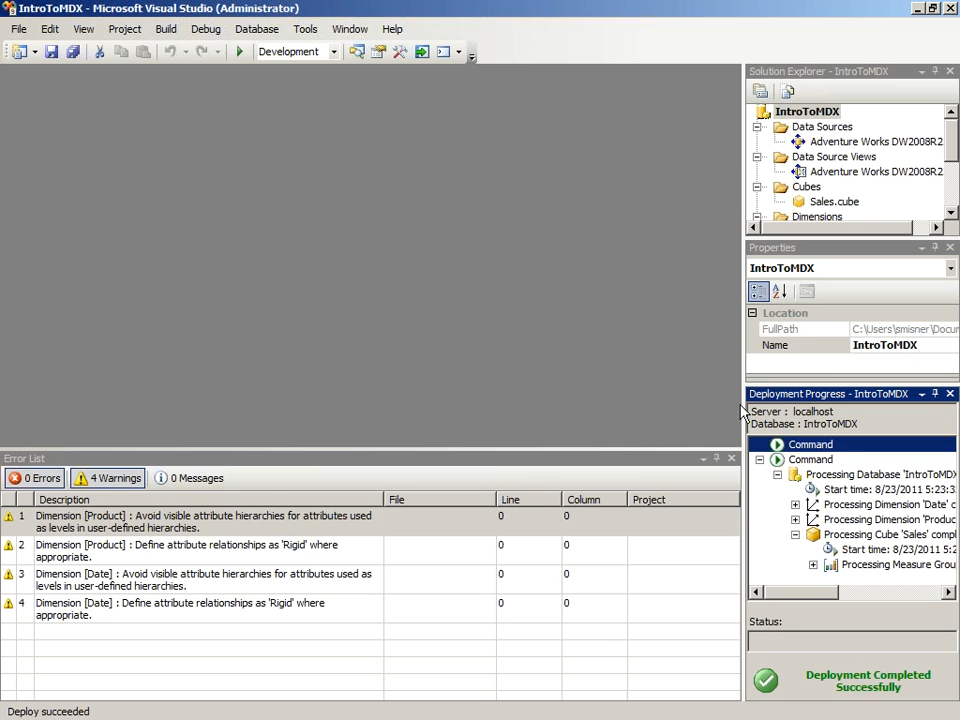 IntroToMDX - Microsoft Visual Studio (Administrator)
File Edit View Project Build Debug Database Tools Window Help
Development
Solution Explorer - IntroToMDX
IntroToMDX
Data Sources
Adventure Works DW2008R2
Data Source Views
Adventure Works DW2008R2
Cubes
Sales.cube
Dimensions
Properties
IntroToMDX
Location
FullPath C:\Users\smisner\Docu
Name IntroToMDX
Deployment Progress - IntroToMDX
Server : localhost
Database : IntroToMDX
Command
Command
Processing Database 'IntroToMDX
Start time: 8/23/2011 5:23:3
Processing Dimension 'Date' c
Processing Dimension 'Produc
Processing Cube 'Sales' compl
Start time: 8/23/2011 5:2
Processing Measure Grou
Status:
Deployment Completed
Successfully
Error List
0 Errors 4 Warnings 0 Messages
Description File Line Column Project
1 Dimension [Product] : Avoid visible attribute hierarchies for attributes used 0 0
as levels in user-defined hierarchies.
2 Dimension [Product] : Define attribute relationships as 'Rigid' where 0 0
appropriate.
3 Dimension [Date] : Avoid visible attribute hierarchies for attributes used 0 0
as levels in user-defined hierarchies.
4 Dimension [Date] : Define attribute relationships as 'Rigid' where 0 0
appropriate.
Deploy succeeded